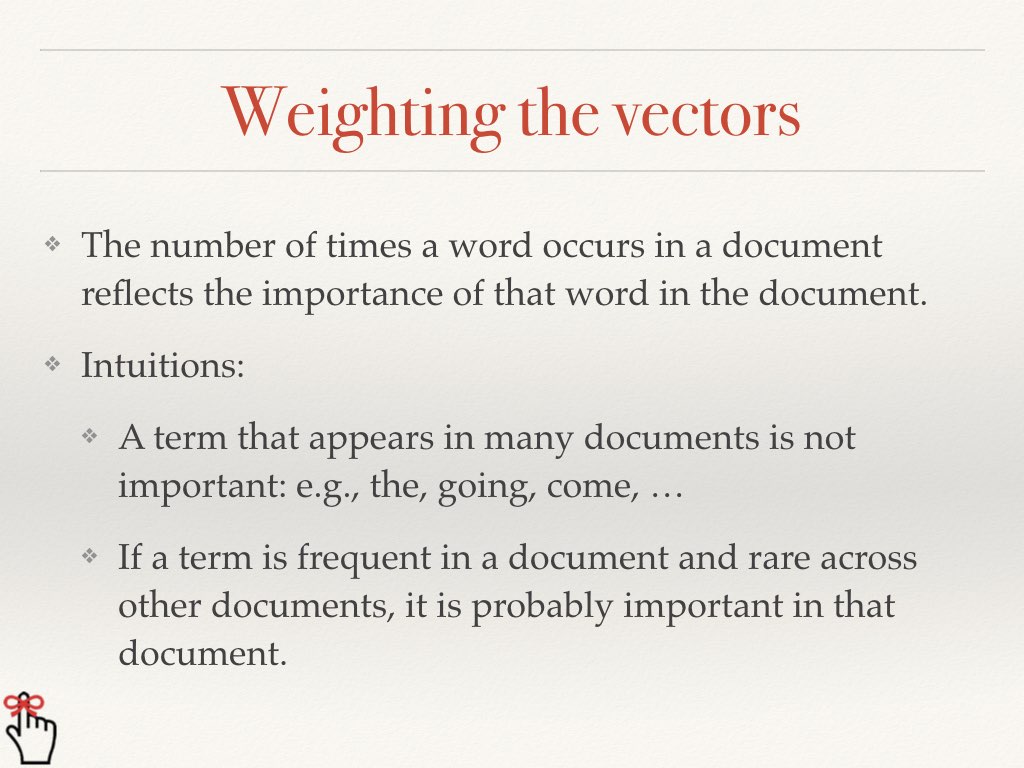 Weighting the vectors
❖ The number of times a word occurs in a document
reflects the importance of that word in the document.
❖ Intuitions:
❖ A term that appears in many documents is not
important: e.g., the, going, come, …
❖ If a term is frequent in a document and rare across
other documents, it is probably important in that
document.